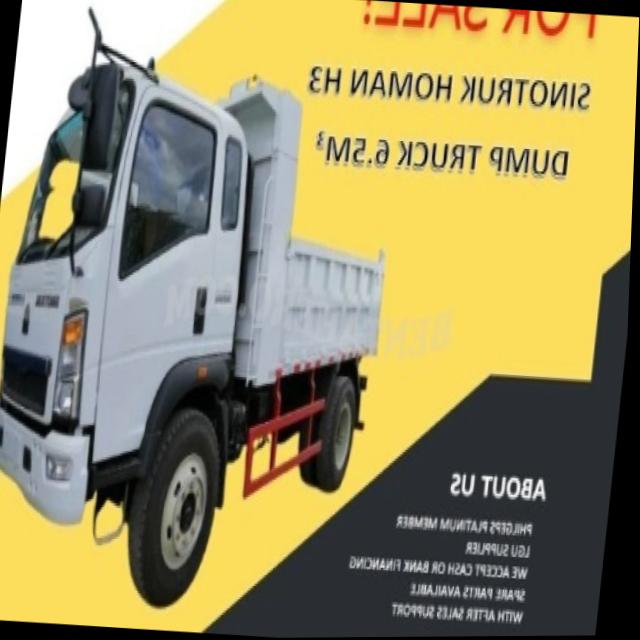 FOR SALE!
SINOTRUK HOMAN H3
DUMP TRUCK 6.5M³
ABOUT US
PHILGEPS PLATINUM MEMBER
LGU SUPPLIER
WE ACCEPT CASH OR BANK FINANCING
SPARE PARTS AVAILABLE
WITH AFTER SALES SUPPORT